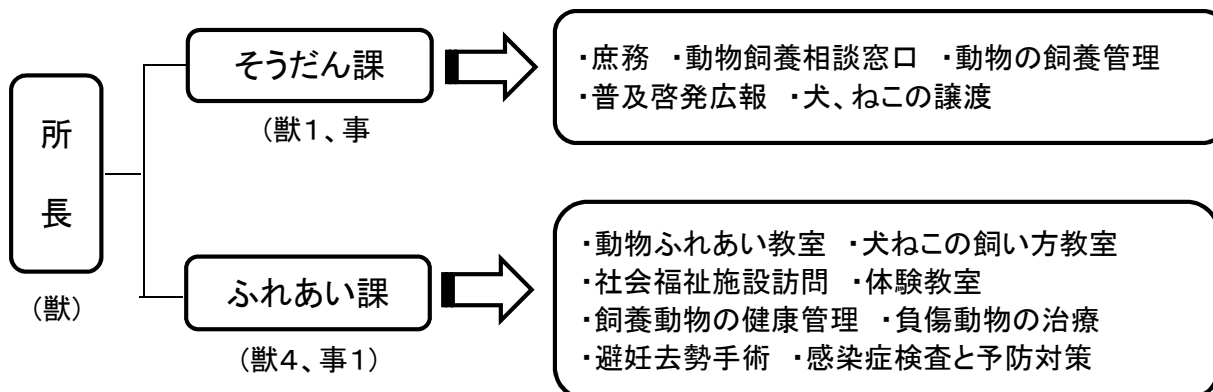 所長
(獣)
そうだん課
(獣1、事
・庶務 ・動物飼養相談窓口 ・動物の飼養管理
・普及啓発広報 ・犬、ねこの譲渡
ふれあい課
(獣4、事1)
・動物ふれあい教室 ・犬ねこの飼い方教室
・社会福祉施設訪問 ・体験教室
・飼養動物の健康管理 ・負傷動物の治療
・避妊去勢手術 ・感染症検査と予防対策